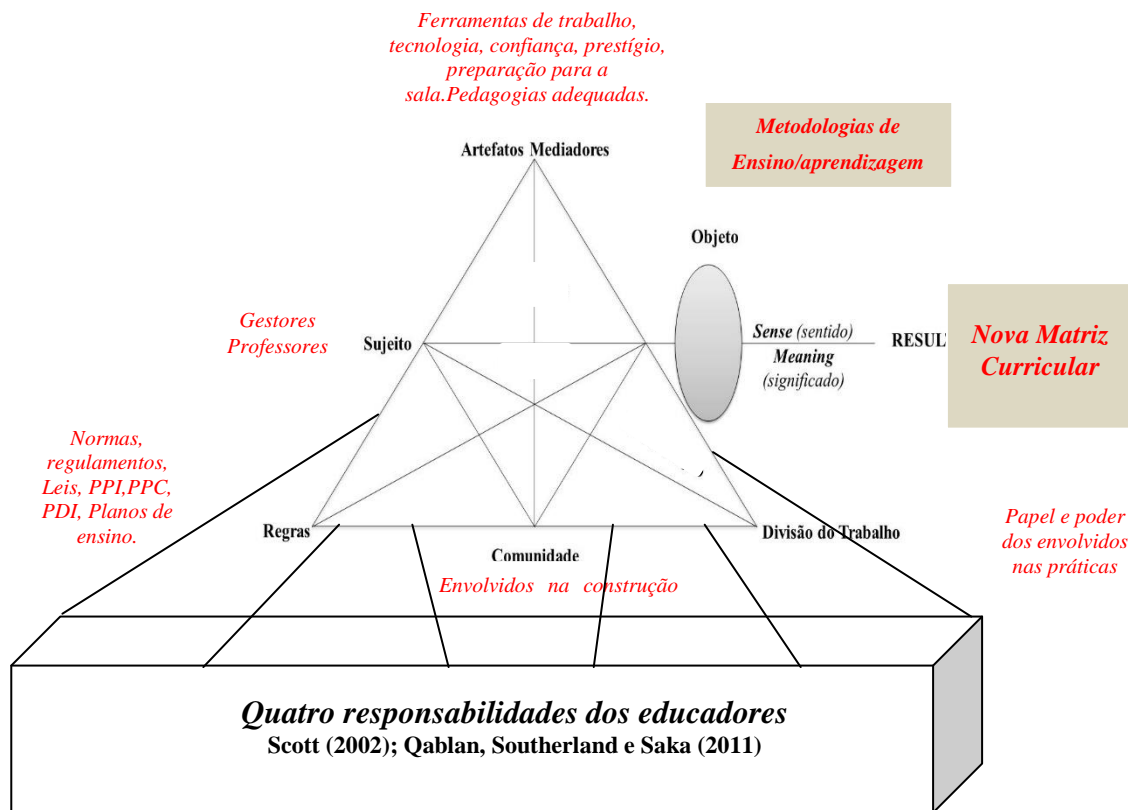 Ferramentas de trabalho,
tecnologia, confiança, prestígio,
preparação para a
sala.Pedagogias adequadas.
Metodologias de
Ensino/aprendizagem
Artefatos Mediadores
Objeto
Gestores
Professores
Sujeito
Sense (sentido)
Meaning
(significado)
RESUL
Nova Matriz
Curricular
Normas,
regulamentos,
Leis, PPI,PPC,
PDI, Planos de
ensino.
Regras
Comunidade
Divisão do Trabalho
Papel e poder
dos envolvidos
nas práticas
Envolvidos na construção
Quatro responsabilidades dos educadores
Scott (2002); Qablan, Southerland e Saka (2011)